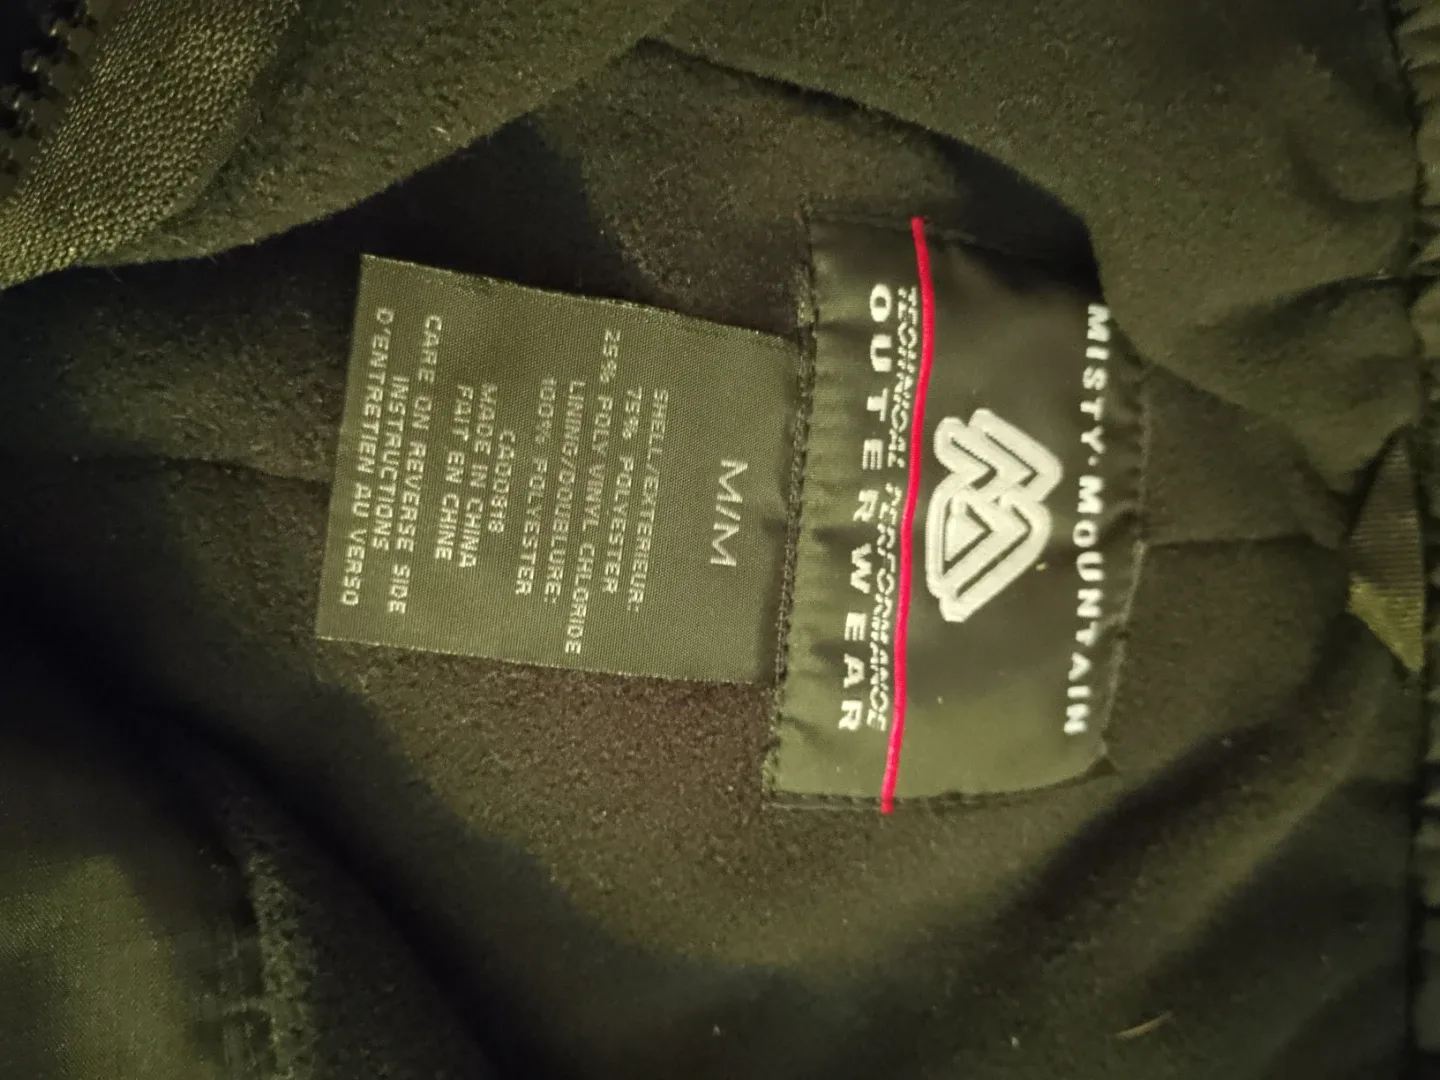 MISTY·MOUNTAIN
TECHNICAL PERFORMANCE
OUTERWEAR
M/M
SHELL/EXTERIEUR:
75% POLYESTER
25% POLY VINYL CHLORIDE
LINING/DOUBLURE:
100% POLYESTER
MADE IN CHINA
FAIT EN CHINE
CARE ON REVERSE SIDE
INSTRUCTIONS
D'ENTRETIEN AU VERSO